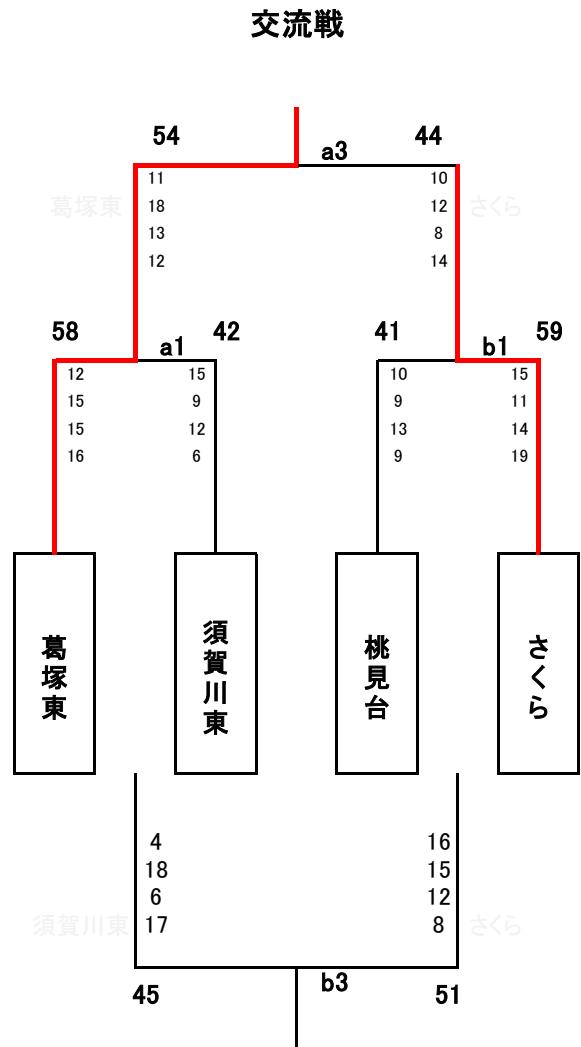 交流戦
54 44
a3
11 10
葛塚東 18 12 さくら
13 8
12 14
58 42 41 59
a1 b1
12 15 10 15
15 9 9 11
15 12 13 14
16 6 9 19
葛塚東
須賀川東
桃見台
さくら
4 16
18 15
6 12
須賀川東 17 8 さくら
b3
45 51